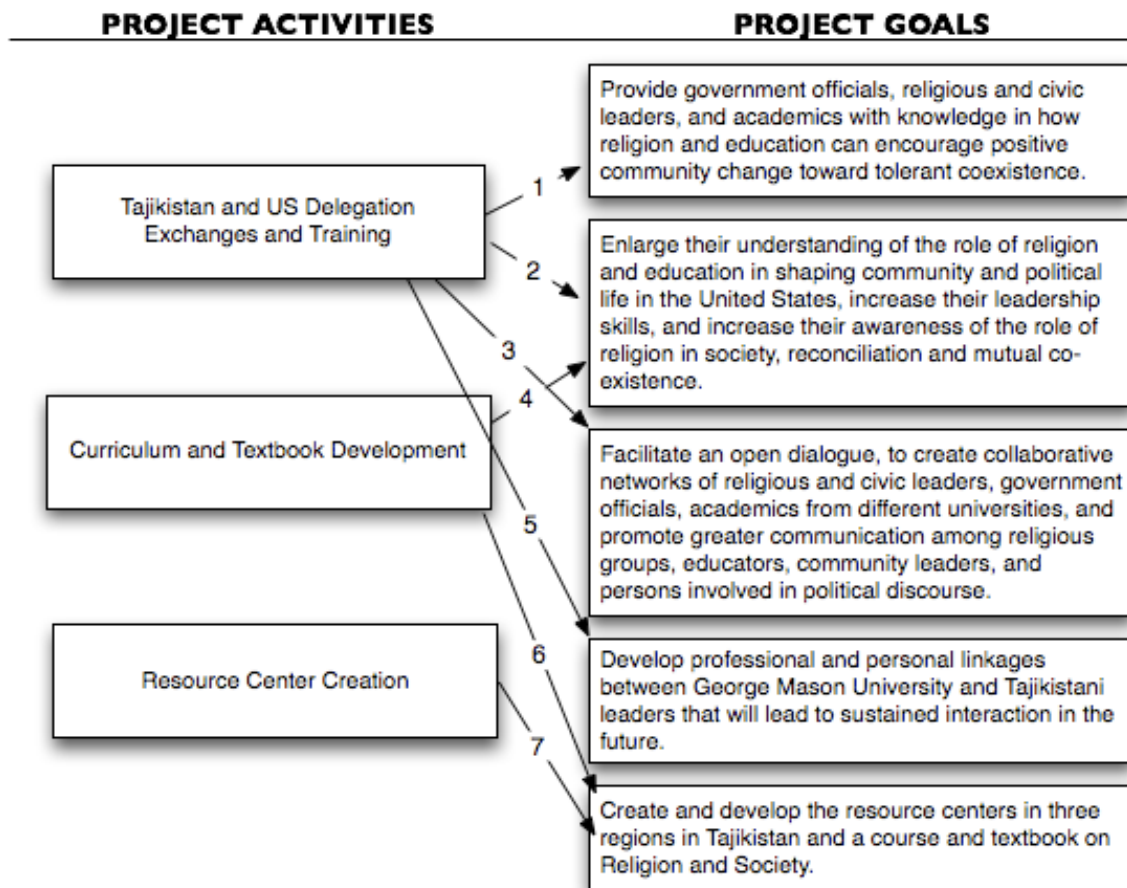 PROJECT ACTIVITIES
PROJECT GOALS
Tajikistan and US Delegation
Exchanges and Training
Curriculum and Textbook Development
Resource Center Creation
1
2
3
4
5
6
7
Provide government officials, religious and civic
leaders, and academics with knowledge in how
religion and education can encourage positive
community change toward tolerant coexistence.
Enlarge their understanding of the role of religion
and education in shaping community and political
life in the United States, increase their leadership
skills, and increase their awareness of the role of
religion in society, reconciliation and mutual co-
existence.
Facilitate an open dialogue, to create collaborative
networks of religious and civic leaders, government
officials, academics from different universities, and
promote greater communication among religious
groups, educators, community leaders, and
persons involved in political discourse.
Develop professional and personal linkages
between George Mason University and Tajikistani
leaders that will lead to sustained interaction in the
future.
Create and develop the resource centers in three
regions in Tajikistan and a course and textbook on
Religion and Society.